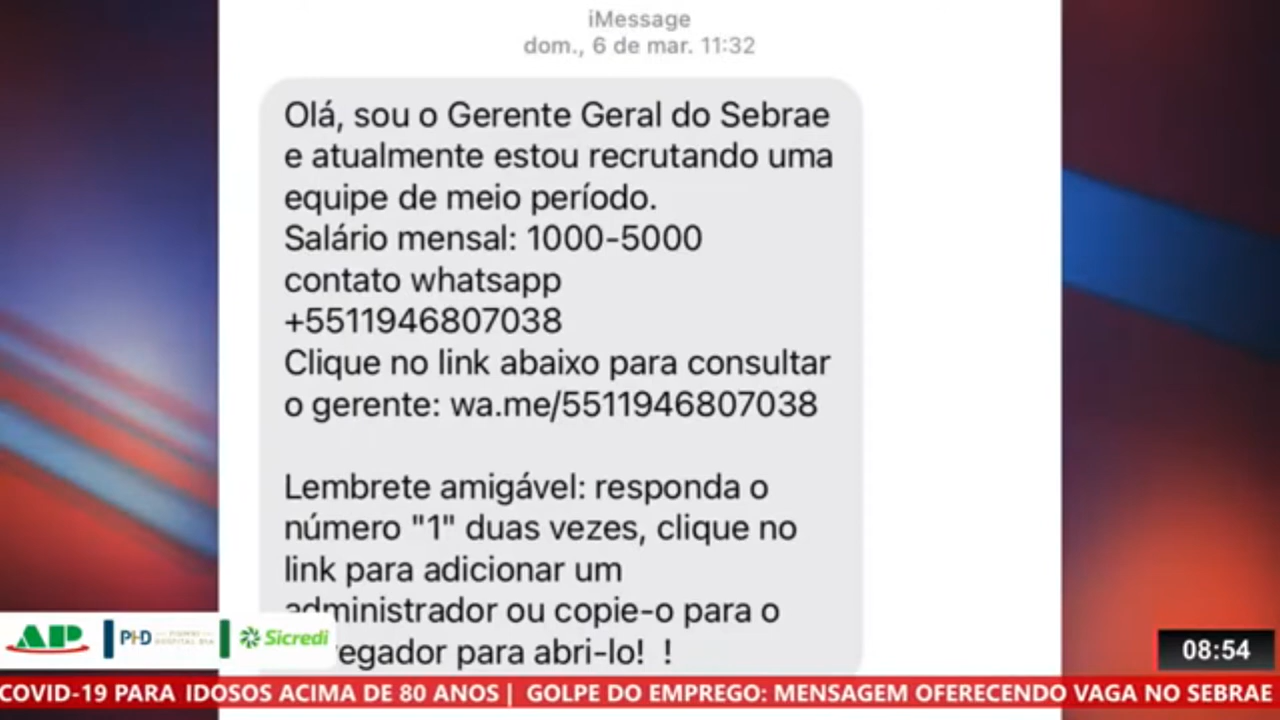 iMessage
dom., 6 de mar. 11:32
Olá, sou o Gerente Geral do Sebrae
e atualmente estou recrutando uma
equipe de meio período.
Salário mensal: 1000-5000
contato whatsapp
+5511946807038
Clique no link abaixo para consultar
o gerente: wa.me/5511946807038
Lembrete amigável: responda o
número "1" duas vezes, clique no
link para adicionar um
administrador ou copie-o para o
vegador para abri-lo! !
AP PHD Sicredi
08:54
COVID-19 PARA IDOSOS ACIMA DE 80 ANOS | GOLPE DO EMPREGO: MENSAGEM OFERECENDO VAGA NO SEBRAE